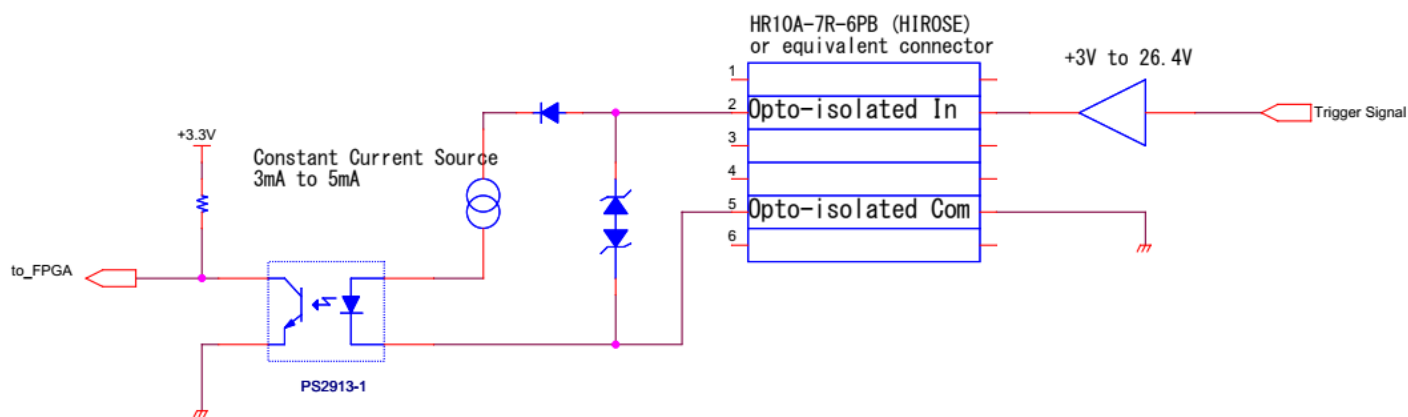 HR10A-7R-6PB (HIROSE)
or equivalent connector
+3V to 26.4V
1
2
Opto-isolated In
Trigger Signal
3
+3.3V
Constant Current Source
3mA to 5mA
4
5
Opto-isolated Com
6
to_FPGA
PS2913-1